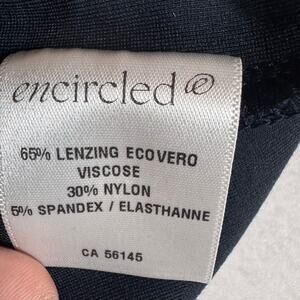 encircled e
65% LENZING ECOVERO
VISCOSE
30% NYLON
5% SPANDEX / ELASTHANNE
CA 56145